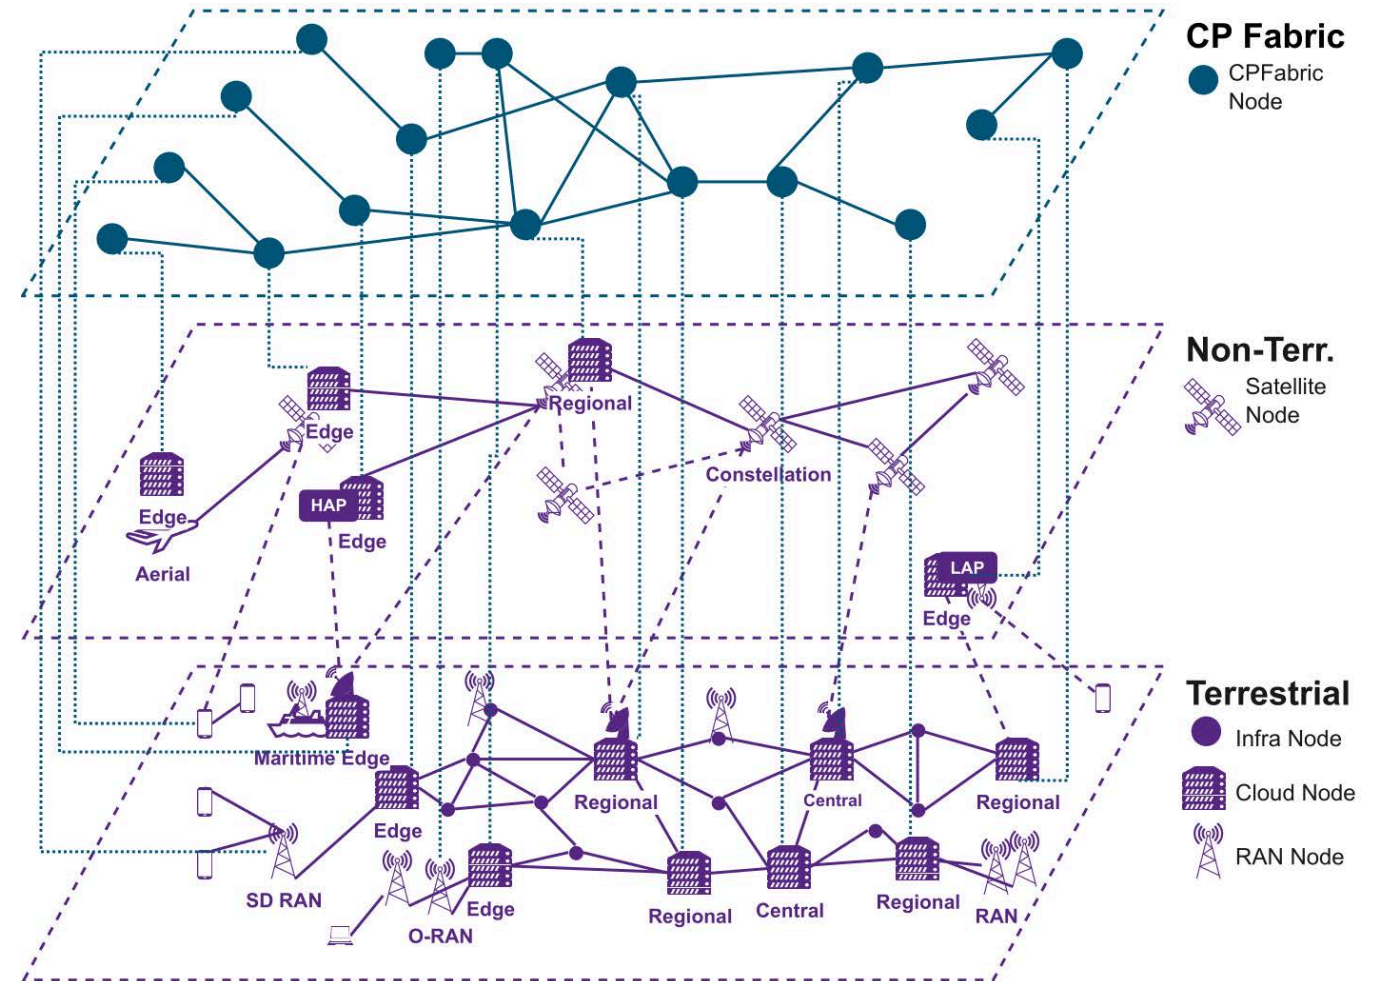 CP Fabric
CPFabric
Node
Non-Terr.
Satellite
Node
Regional
Edge
Constellation
HAP
Edge
Edge
Aerial
LAP
Edge
Terrestrial
Infra Node
Cloud Node
RAN Node
Maritime Edge
Regional
Central
Regional
Edge
SD RAN
Edge
O-RAN
Regional
Central
Regional
RAN